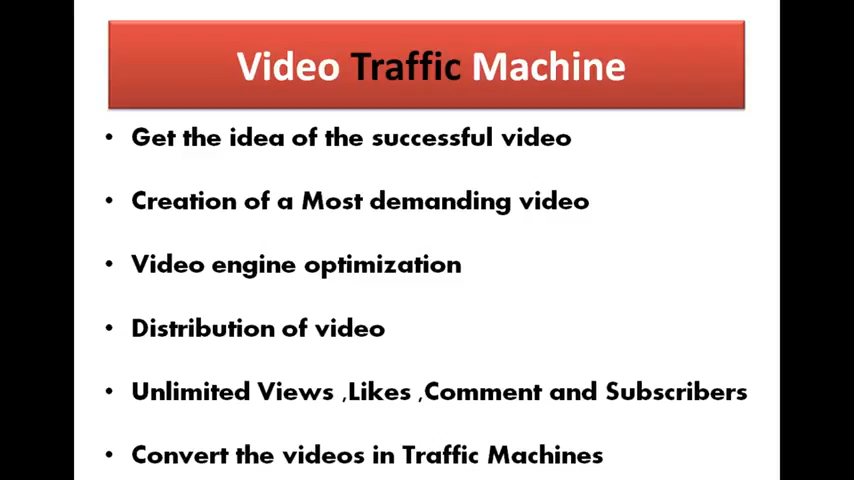 Video Traffic Machine
• Get the idea of the successful video
• Creation of a Most demanding video
• Video engine optimization
• Distribution of video
• Unlimited Views ,Likes ,Comment and Subscribers
• Convert the videos in Traffic Machines